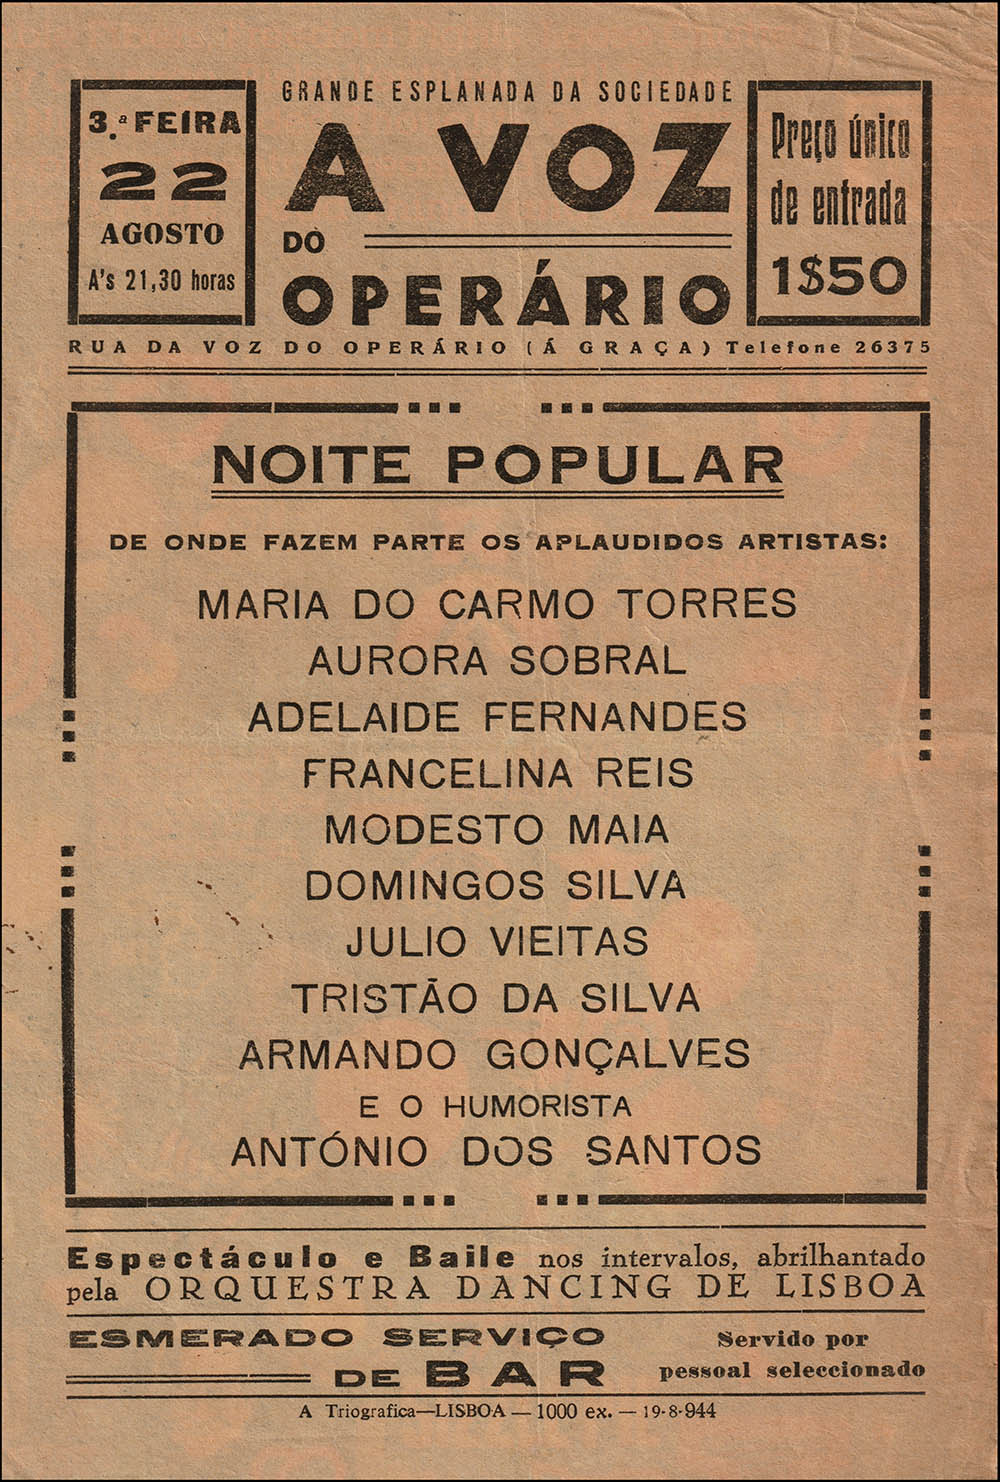 3.ª FEIRA
22
AGOSTO
A's 21,30 horas
GRANDE ESPLANADA DA SOCIEDADE
A VOZ
DO
OPERÁRIO
Preço único
de entrada
1$50
RUA DA VOZ DO OPERÁRIO (Á GRAÇA) Telefone 26375
NOITE POPULAR
DE ONDE FAZEM PARTE OS APLAUDIDOS ARTISTAS:
MARIA DO CARMO TORRES
AURORA SOBRAL
ADELAIDE FERNANDES
FRANCELINA REIS
MODESTO MAIA
DOMINGOS SILVA
JULIO VIEITAS
TRISTÃO DA SILVA
ARMANDO GONÇALVES
E O HUMORISTA
ANTÓNIO DOS SANTOS
Espectáculo e Baile nos intervalos, abrilhantado
pela ORQUESTRA DANCING DE LISBOA
ESMERADO SERVIÇO
DE BAR
Servido por
pessoal seleccionado
A Triografica—LISBOA — 1000 ex. — 19-8-944